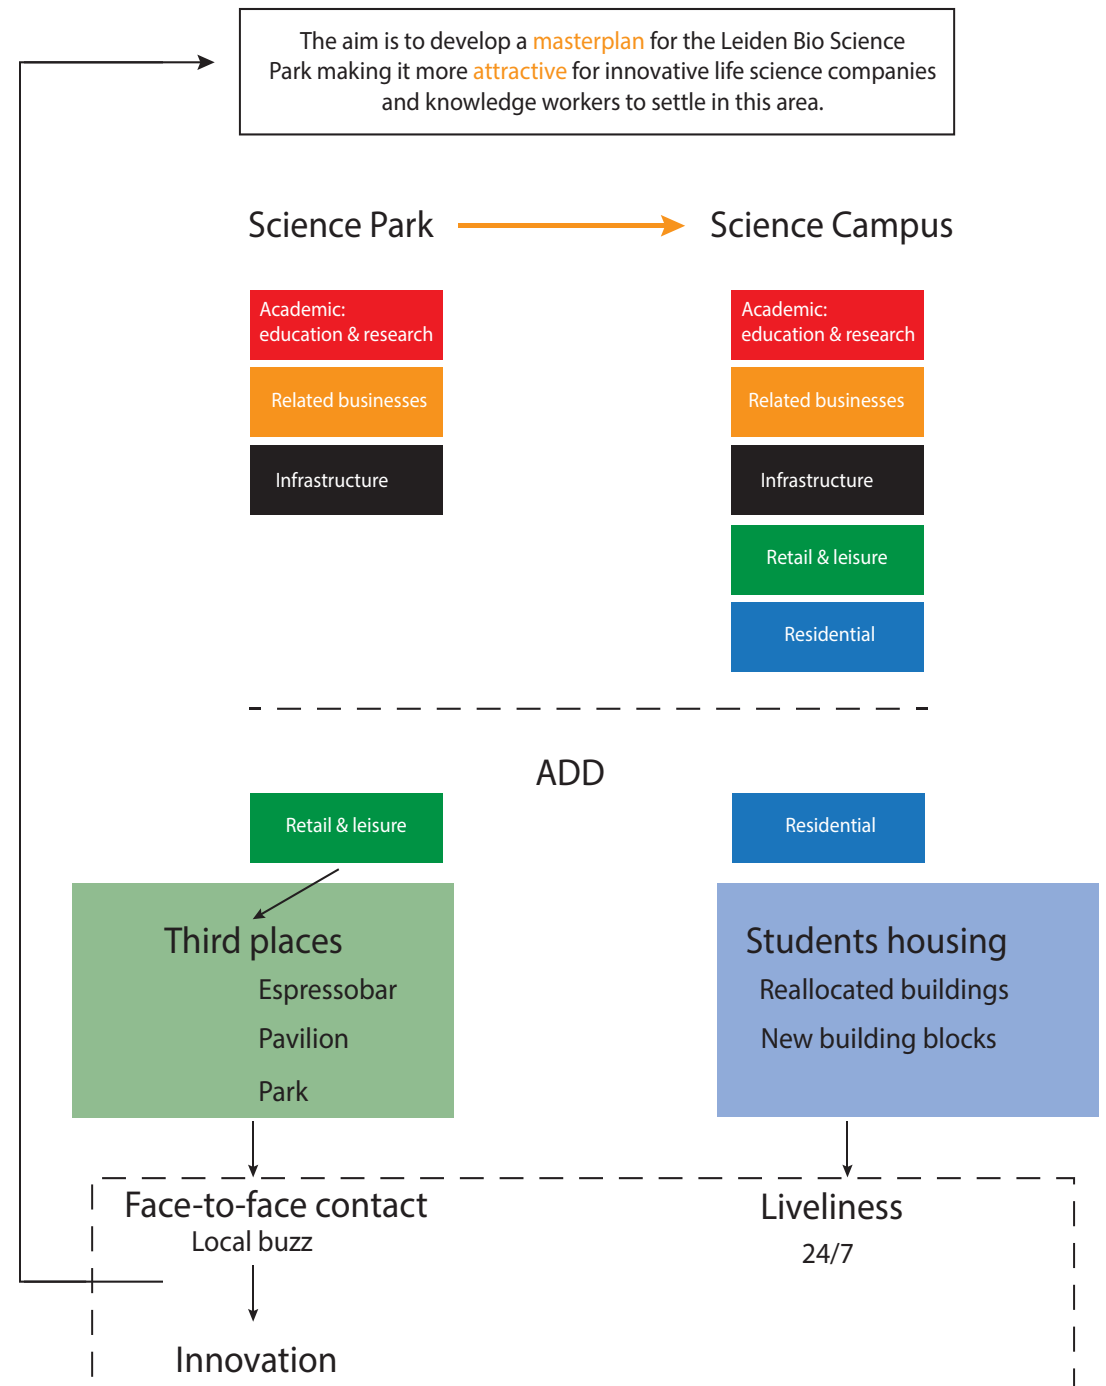 The aim is to develop a masterplan for the Leiden Bio Science
Park making it more attractive for innovative life science companies
and knowledge workers to settle in this area.
Science Park
Science Campus
Academic:
education & research
Related businesses
Infrastructure
Academic:
education & research
Related businesses
Infrastructure
Retail & leisure
Residential
ADD
Retail & leisure
Residential
Third places
Espressobar
Pavilion
Park
Students housing
Reallocated buildings
New building blocks
Face-to-face contact
Local buzz
Innovation
Liveliness
24/7